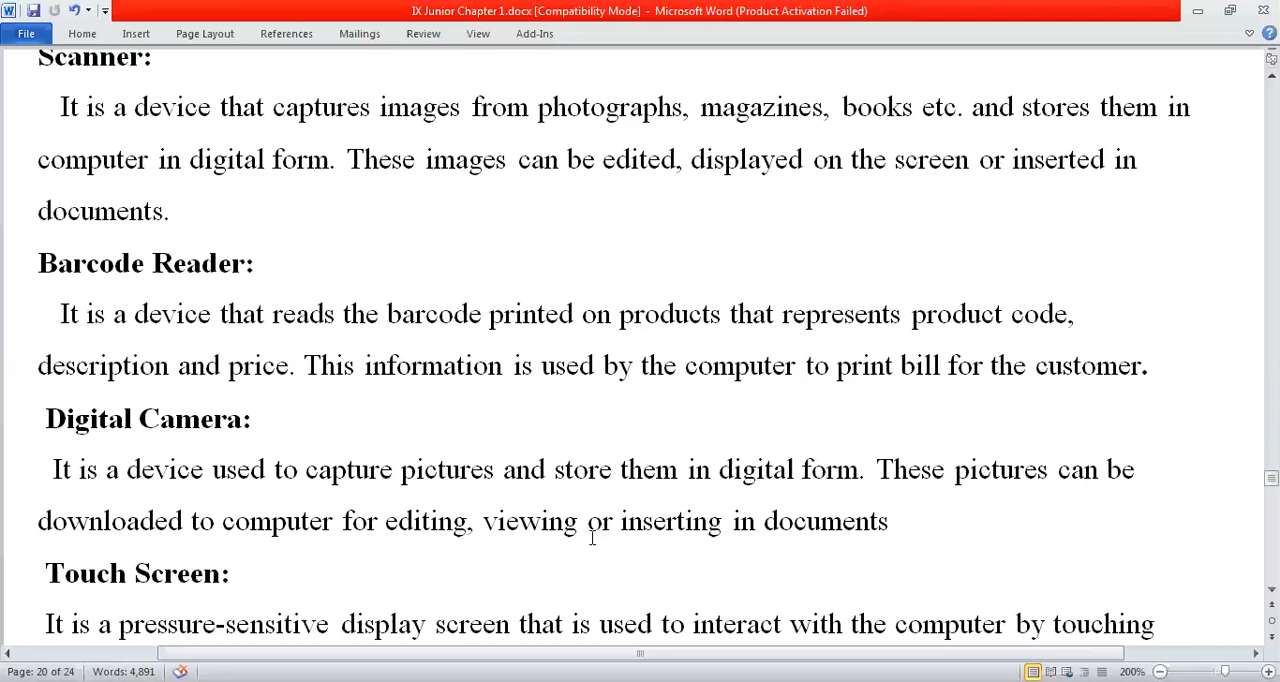 IX Junior Chapter 1.docx [Compatibility Mode] - Microsoft Word (Product Activation Failed)
File Home Insert Page Layout References Mailings Review View Add-Ins
Scanner:
It is a device that captures images from photographs, magazines, books etc. and stores them in
computer in digital form. These images can be edited, displayed on the screen or inserted in
documents.
Barcode Reader:
It is a device that reads the barcode printed on products that represents product code,
description and price. This information is used by the computer to print bill for the customer.
Digital Camera:
It is a device used to capture pictures and store them in digital form. These pictures can be
downloaded to computer for editing, viewing or inserting in documents
Touch Screen:
It is a pressure-sensitive display screen that is used to interact with the computer by touching
Page: 20 of 24 Words: 4,891 200%